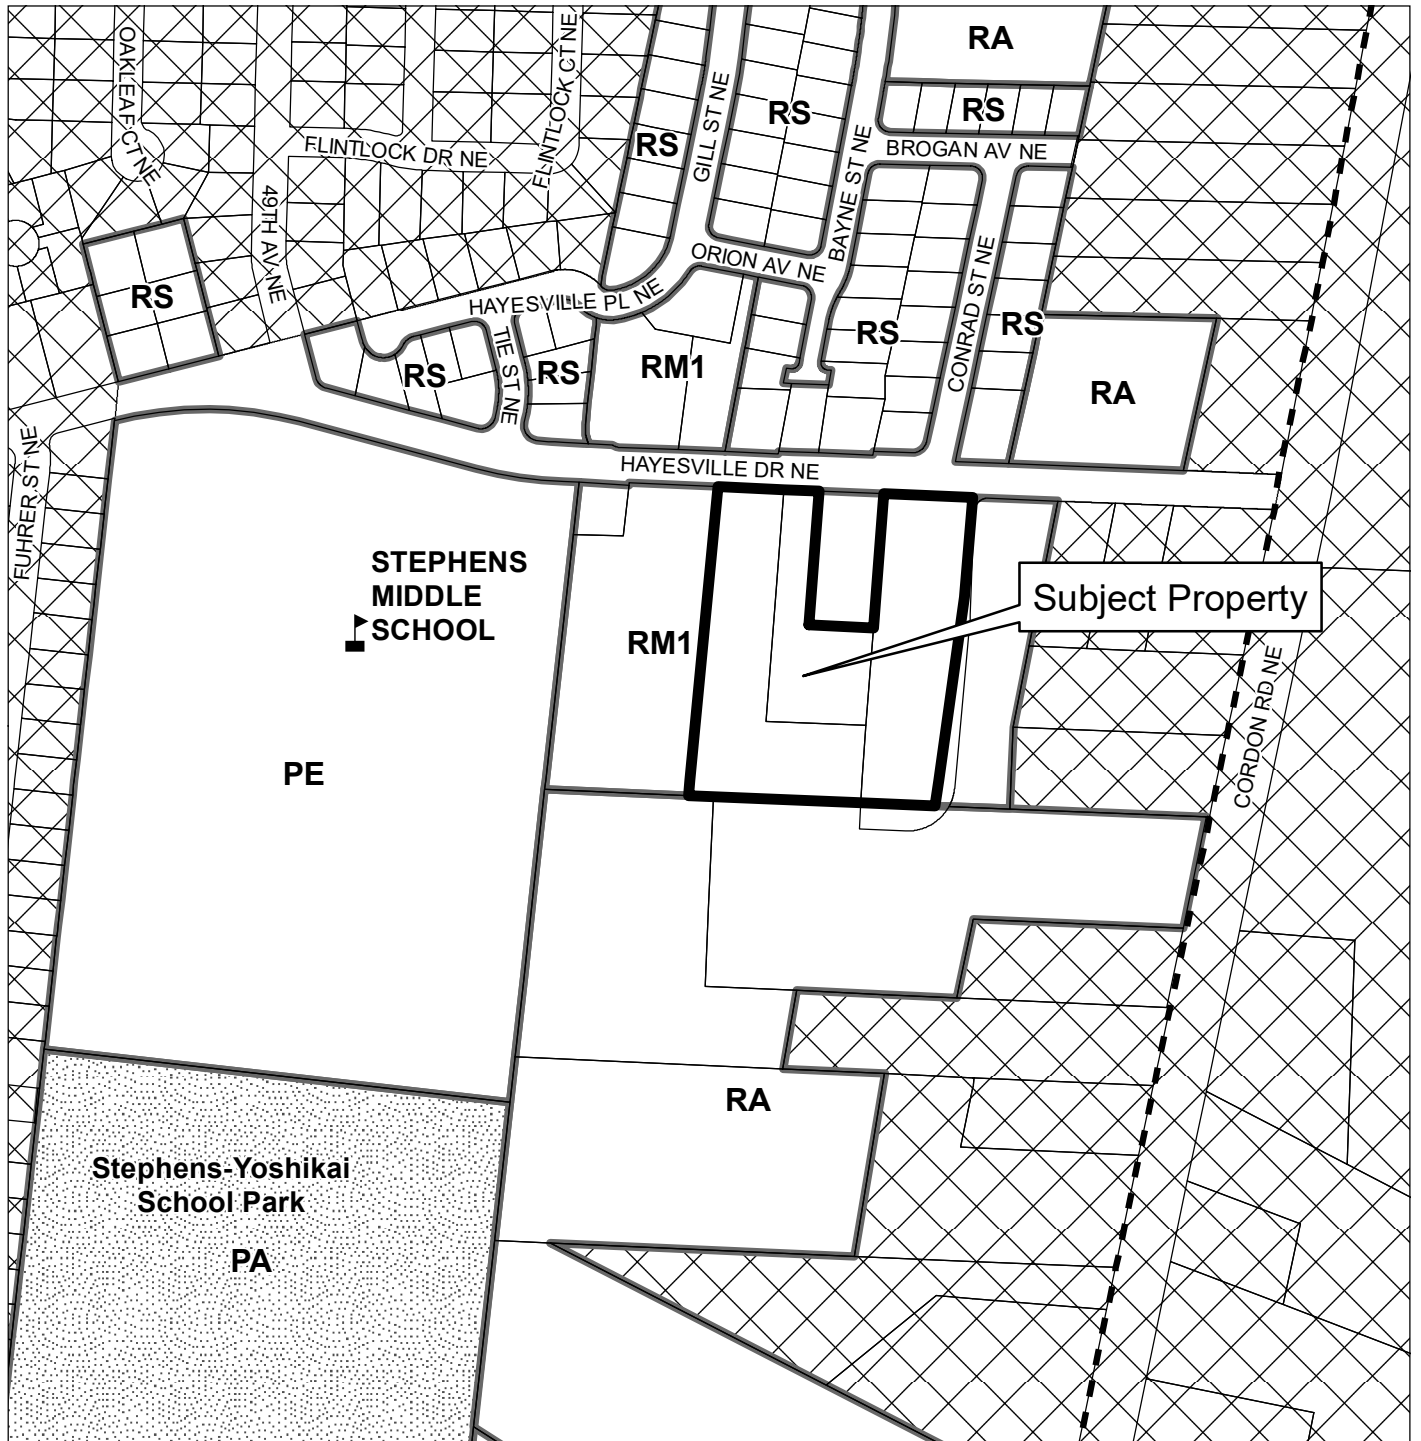 OAKLEAF CT NE
FLINTLOCK CT NE
RA
RS
RS
RS
GILL ST NE
BROGAN AV NE
FLINTLOCK DR NE
BAYNE ST NE
49TH AV NE
ORION AV NE
CONRAD ST NE
RS
HAYESVILLE PL NE
RS
RS
TIE ST NE
RS
RS
RM1
RA
HAYESVILLE DR NE
FUHRER ST NE
STEPHENS
MIDDLE
SCHOOL
Subject Property
RM1
CORDON RD NE
PE
RA
Stephens-Yoshikai
School Park
PA